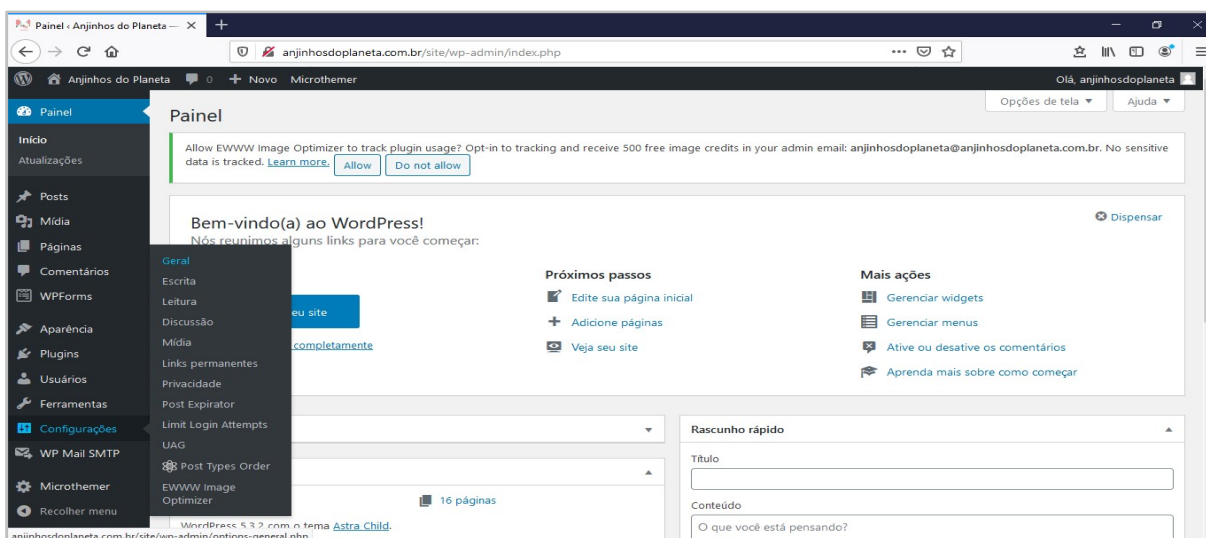 Painel ‹ Anjinhos do Planeta —
anjinhosdoplaneta.com.br/site/wp-admin/index.php
Anjinhos do Planeta 0 + Novo Microthemer
Olá, anjinhosdoplaneta
Painel
Início
Atualizações
Posts
Mídia
Páginas
Comentários
WPForms
Aparência
Plugins
Usuários
Ferramentas
Configurações
WP Mail SMTP
Microthemer
Recolher menu
Geral
Escrita
Leitura
Discussão
Mídia
Links permanentes
Privacidade
Post Expirator
Limit Login Attempts
UAG
Post Types Order
EWWW Image
Optimizer
Opções de tela ▼
Ajuda ▼
Painel
Allow EWWW Image Optimizer to track plugin usage? Opt-in to tracking and receive 500 free image credits in your admin email: anjinhosdoplaneta@anjinhosdoplaneta.com.br. No sensitive
data is tracked. Learn more. Allow Do not allow
Bem-vindo(a) ao WordPress!
Dispensar
Nós reunimos alguns links para você começar:
eu site
completamente
Próximos passos
Edite sua página inicial
Adicione páginas
Veja seu site
Mais ações
Gerenciar widgets
Gerenciar menus
Ative ou desative os comentários
Aprenda mais sobre como começar
16 páginas
WordPress 5.3.2 com o tema Astra Child.
Rascunho rápido
Título
Conteúdo
O que você está pensando?
anjinhosdoplaneta.com.br/site/wp-admin/options-general.php